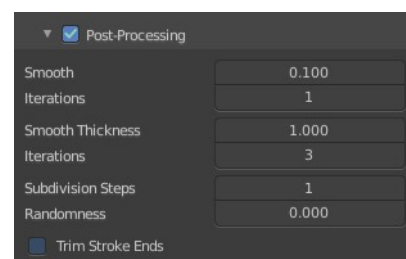 Post-Processing
Smooth 0.100
Iterations 1
Smooth Thickness 1.000
Iterations 3
Subdivision Steps 1
Randomness 0.000
Trim Stroke Ends